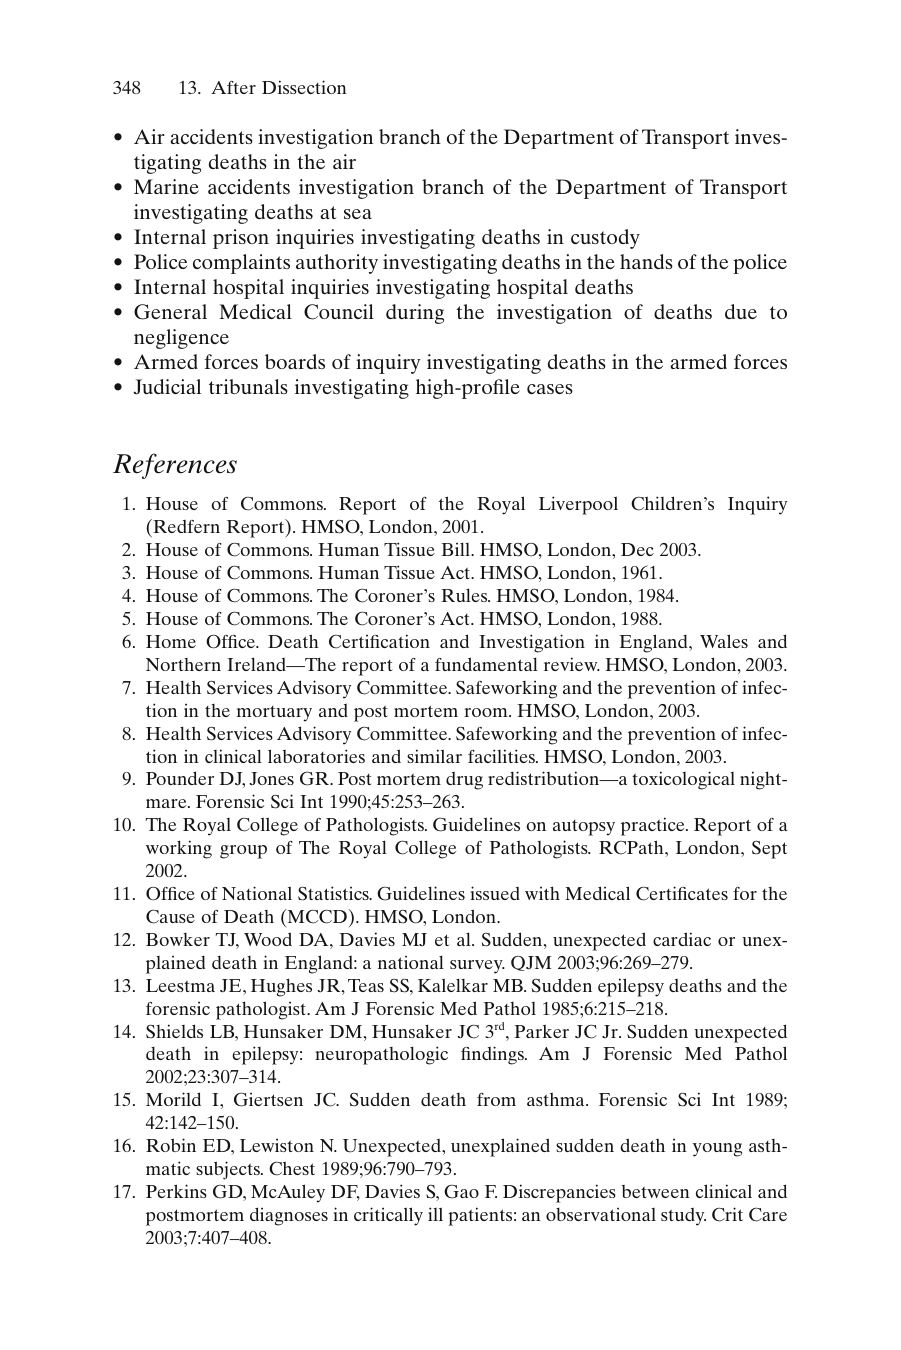 348 13. After Dissection
• Air accidents investigation branch of the Department of Transport inves-
tigating deaths in the air
• Marine accidents investigation branch of the Department of Transport
investigating deaths at sea
• Internal prison inquiries investigating deaths in custody
• Police complaints authority investigating deaths in the hands of the police
• Internal hospital inquiries investigating hospital deaths
• General Medical Council during the investigation of deaths due to
negligence
• Armed forces boards of inquiry investigating deaths in the armed forces
• Judicial tribunals investigating high-profile cases
References
1. House of Commons. Report of the Royal Liverpool Children’s Inquiry
(Redfern Report). HMSO, London, 2001.
2. House of Commons. Human Tissue Bill. HMSO, London, Dec 2003.
3. House of Commons. Human Tissue Act. HMSO, London, 1961.
4. House of Commons. The Coroner’s Rules. HMSO, London, 1984.
5. House of Commons. The Coroner’s Act. HMSO, London, 1988.
6. Home Office. Death Certification and Investigation in England, Wales and
Northern Ireland—The report of a fundamental review. HMSO, London, 2003.
7. Health Services Advisory Committee. Safeworking and the prevention of infec-
tion in the mortuary and post mortem room. HMSO, London, 2003.
8. Health Services Advisory Committee. Safeworking and the prevention of infec-
tion in clinical laboratories and similar facilities. HMSO, London, 2003.
9. Pounder DJ, Jones GR. Post mortem drug redistribution—a toxicological night-
mare. Forensic Sci Int 1990;45:253–263.
10. The Royal College of Pathologists. Guidelines on autopsy practice. Report of a
working group of The Royal College of Pathologists. RCPath, London, Sept
2002.
11. Office of National Statistics. Guidelines issued with Medical Certificates for the
Cause of Death (MCCD). HMSO, London.
12. Bowker TJ, Wood DA, Davies MJ et al. Sudden, unexpected cardiac or unex-
plained death in England: a national survey. QJM 2003;96:269–279.
13. Leestma JE, Hughes JR, Teas SS, Kalelkar MB. Sudden epilepsy deaths and the
forensic pathologist. Am J Forensic Med Pathol 1985;6:215–218.
14. Shields LB, Hunsaker DM, Hunsaker JC 3rd, Parker JC Jr. Sudden unexpected
death in epilepsy: neuropathologic findings. Am J Forensic Med Pathol
2002;23:307–314.
15. Morild I, Giertsen JC. Sudden death from asthma. Forensic Sci Int 1989;
42:142–150.
16. Robin ED, Lewiston N. Unexpected, unexplained sudden death in young asth-
matic subjects. Chest 1989;96:790–793.
17. Perkins GD, McAuley DF, Davies S, Gao F. Discrepancies between clinical and
postmortem diagnoses in critically ill patients: an observational study. Crit Care
2003;7:407–408.